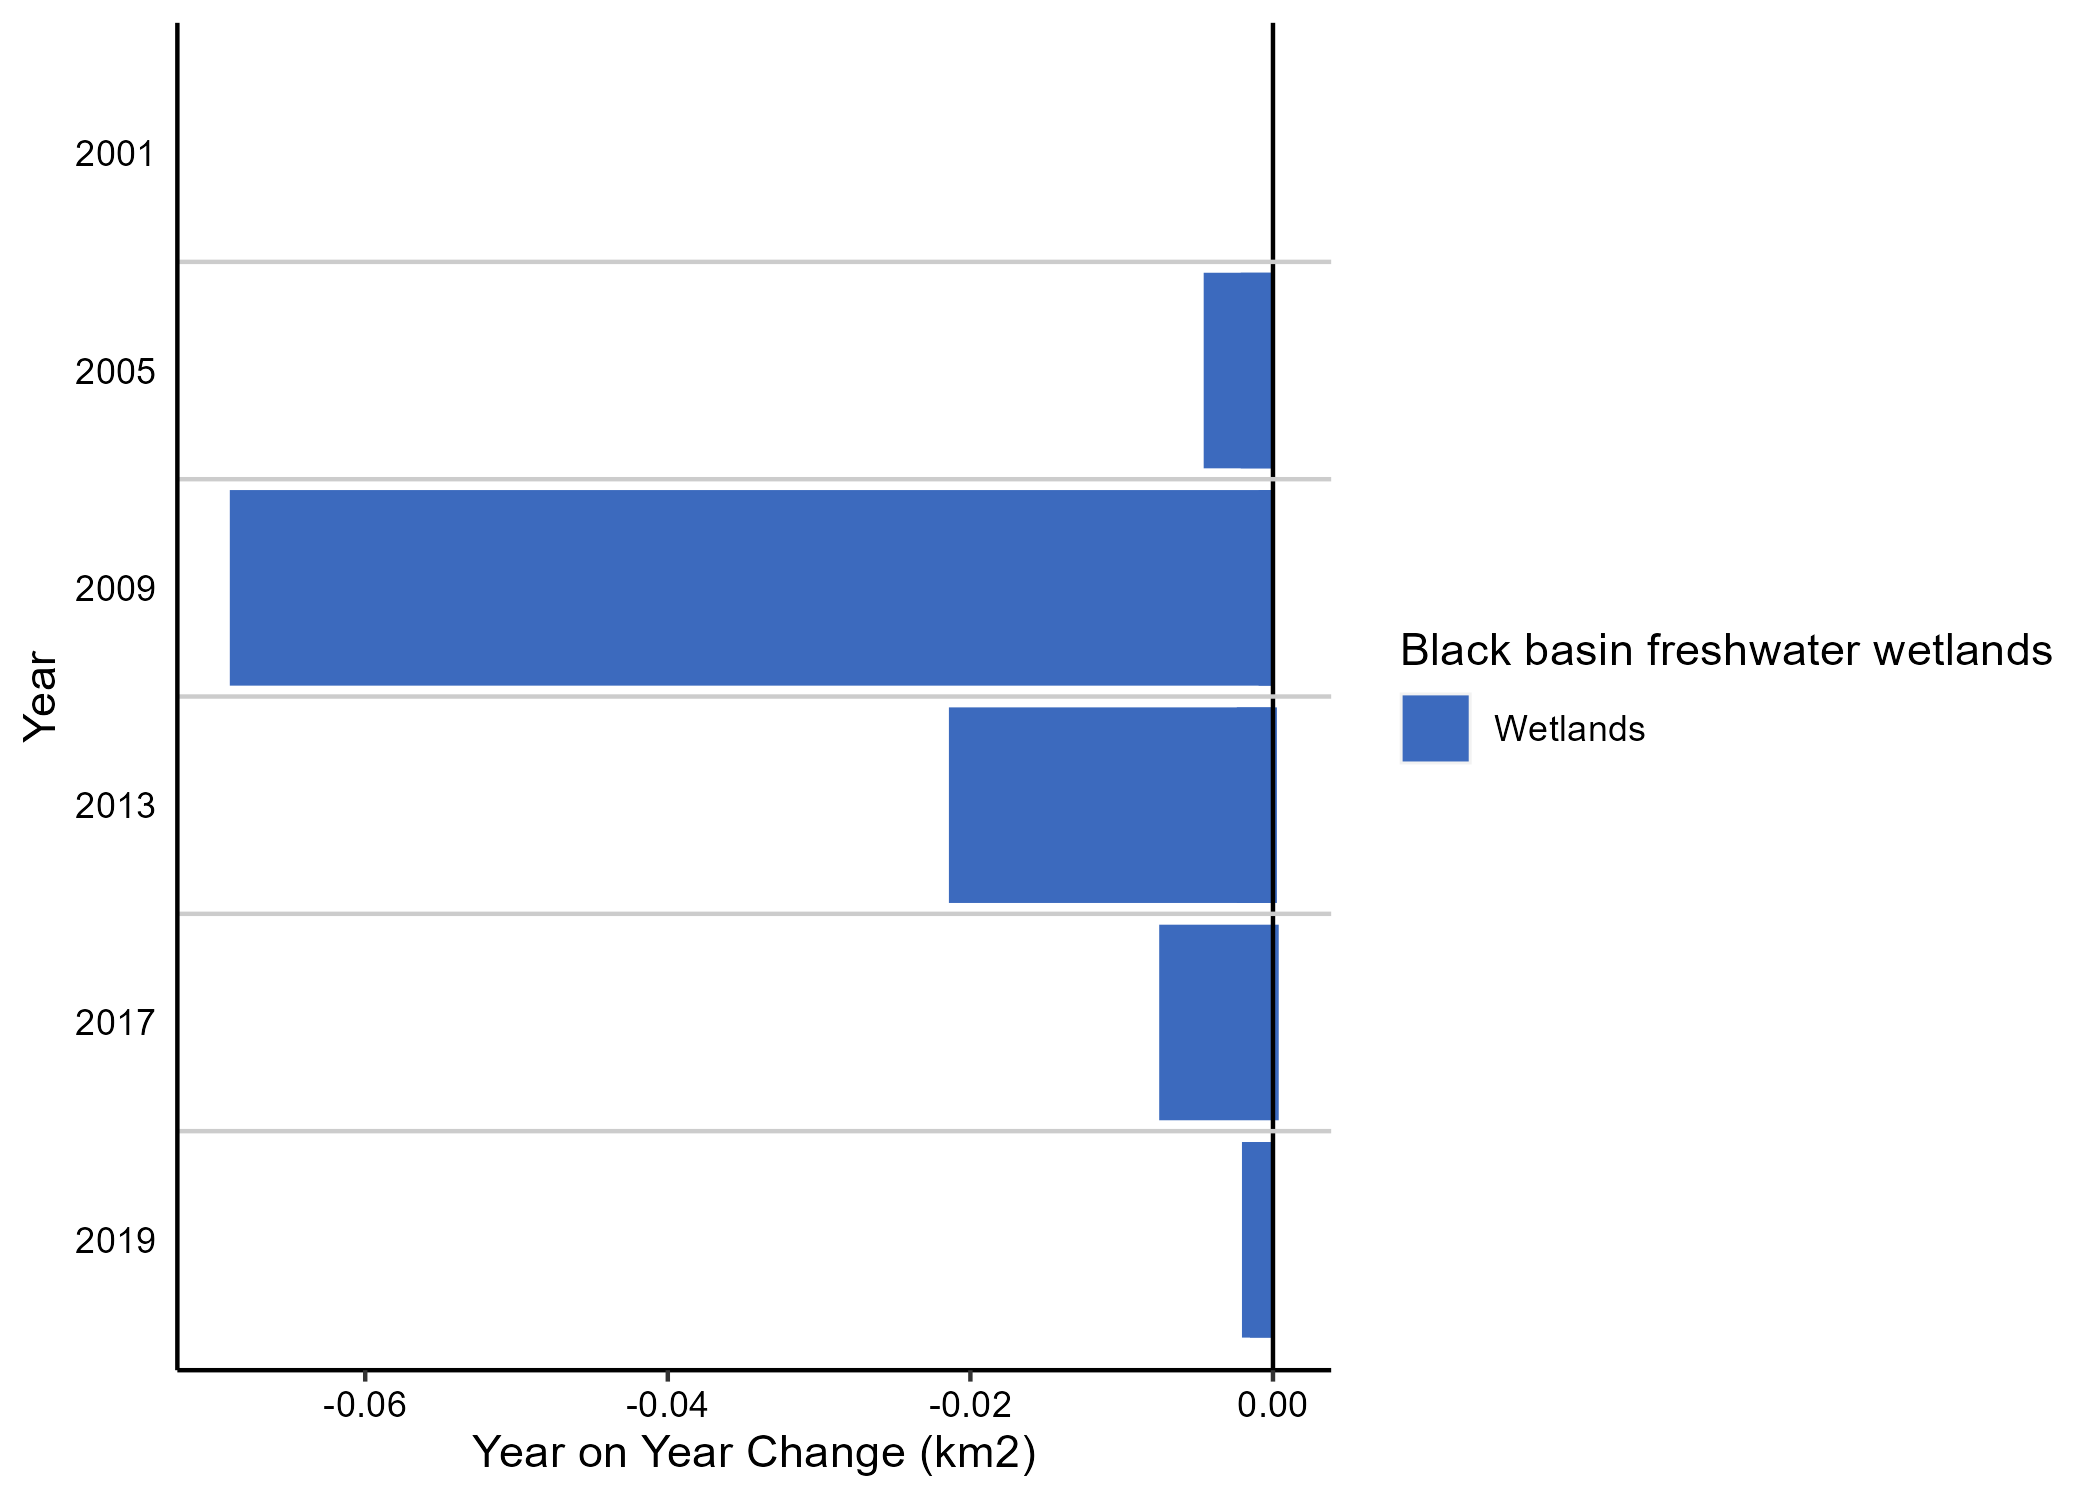 2001
2005
2009
2013
2017
2019
Year
-0.06
-0.04
-0.02
0.00
Year on Year Change (km2)
Black basin freshwater wetlands
Wetlands